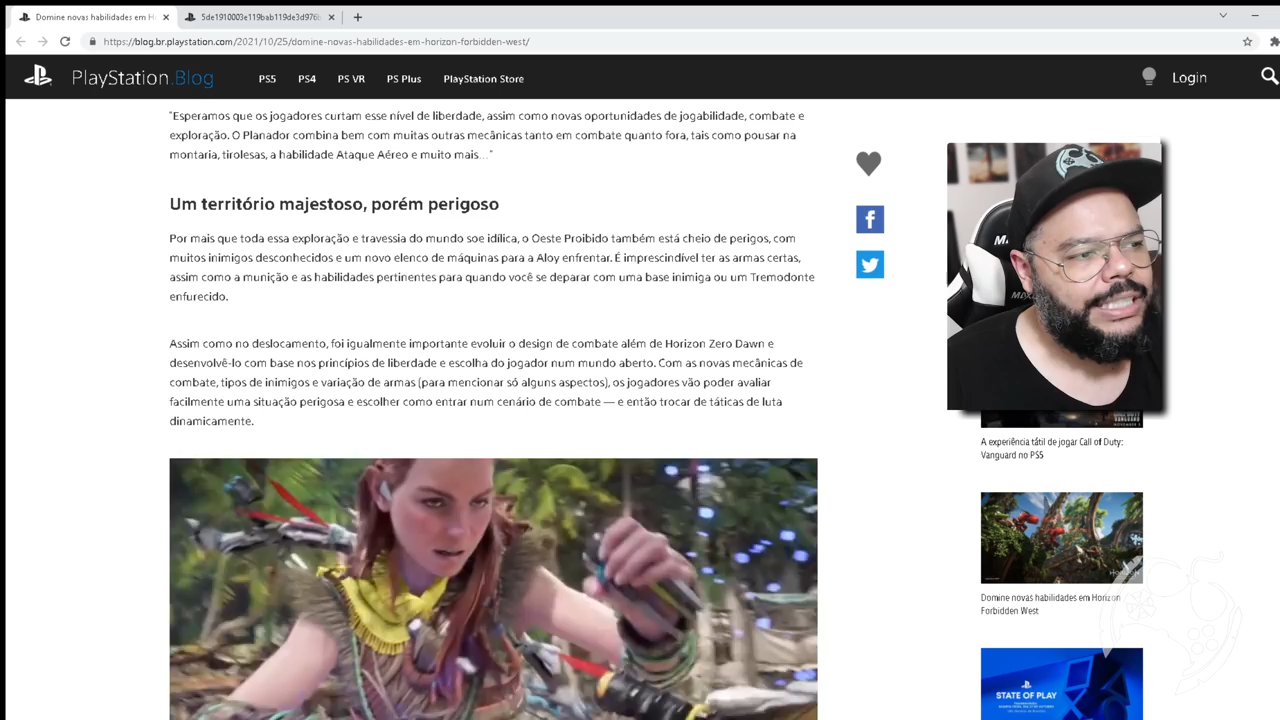 Domine novas habilidades em H
5de1910003e119bab119de3d976b
https://blog.br.playstation.com/2021/10/25/domine-novas-habilidades-em-horizon-forbidden-west/
PlayStation.Blog
PS5
PS4
PS VR
PS Plus
PlayStation Store
Login
"Esperamos que os jogadores curtam esse nível de liberdade, assim como novas oportunidades de jogabilidade, combate e
exploração. O Planador combina bem com muitas outras mecânicas tanto em combate quanto fora, tais como pousar na
montaria, tirolesas, a habilidade Ataque Aéreo e muito mais…"
Um território majestoso, porém perigoso
Por mais que toda essa exploração e travessia do mundo soe idílica, o Oeste Proibido também está cheio de perigos, com
muitos inimigos desconhecidos e um novo elenco de máquinas para a Aloy enfrentar. É imprescindível ter as armas certas,
assim como a munição e as habilidades pertinentes para quando você se deparar com uma base inimiga ou um Tremodonte
enfurecido.
Assim como no deslocamento, foi igualmente importante evoluir o design de combate além de Horizon Zero Dawn e
desenvolvê-lo com base nos princípios de liberdade e escolha do jogador num mundo aberto. Com as novas mecânicas de
combate, tipos de inimigos e variação de armas (para mencionar só alguns aspectos), os jogadores vão poder avaliar
facilmente uma situação perigosa e escolher como entrar num cenário de combate — e então trocar de táticas de luta
dinamicamente.
A experiência tátil de jogar Call of Duty:
Vanguard no PS5
Domine novas habilidades em Horizon
Forbidden West
STATE OF PLAY